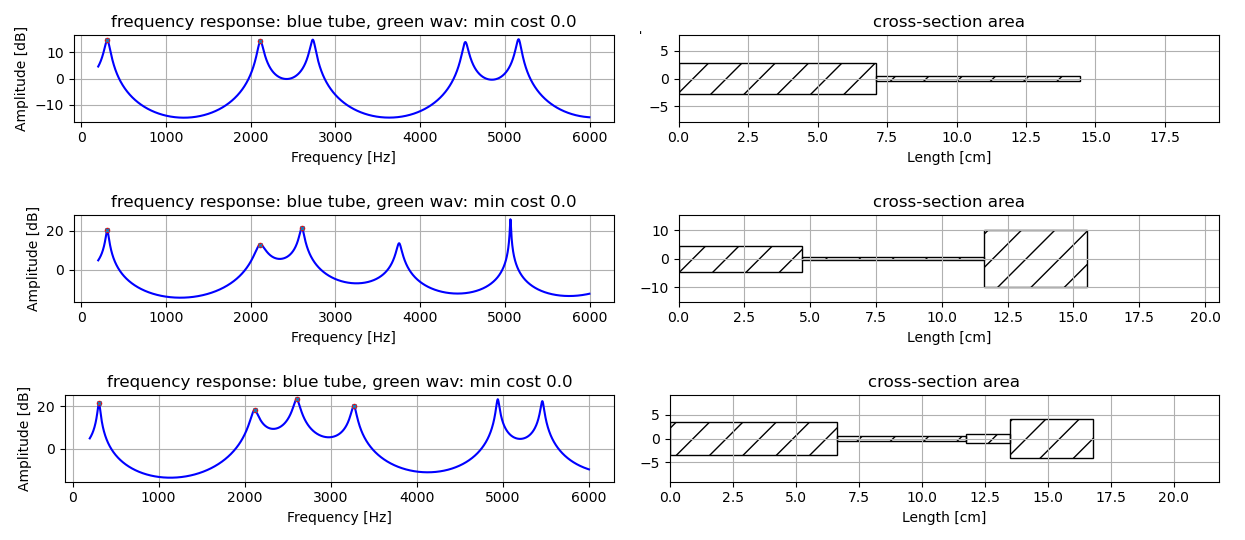 frequency response: blue tube, green wav: min cost 0.0
cross-section area
Amplitude [dB]
10
0
−10
0 1000 2000 3000 4000 5000 6000
Frequency [Hz]
5
0
−5
0.0 2.5 5.0 7.5 10.0 12.5 15.0 17.5
Length [cm]
frequency response: blue tube, green wav: min cost 0.0
cross-section area
Amplitude [dB]
20
0
0 1000 2000 3000 4000 5000 6000
Frequency [Hz]
10
0
−10
0.0 2.5 5.0 7.5 10.0 12.5 15.0 17.5 20.0
Length [cm]
frequency response: blue tube, green wav: min cost 0.0
cross-section area
Amplitude [dB]
20
0
0 1000 2000 3000 4000 5000 6000
Frequency [Hz]
5
0
−5
0.0 2.5 5.0 7.5 10.0 12.5 15.0 17.5 20.0
Length [cm]